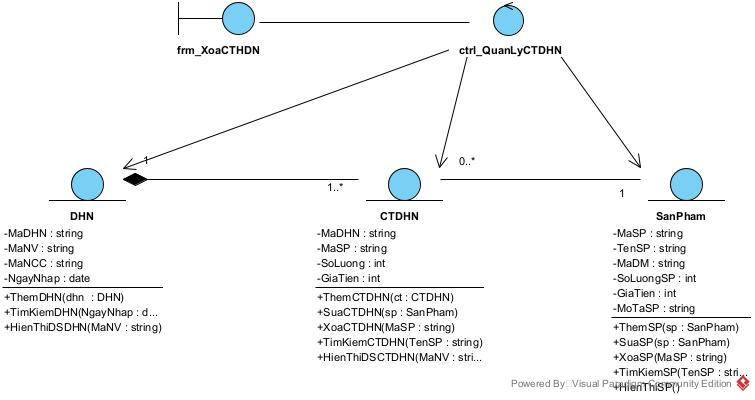 frm_XoaCTHDN
ctrl_QuanLyCTDHN
1
1..*
0..*
1
DHN
-MaDHN : string
-MaNV : string
-MaNCC : string
-NgayNhap : date
+ThemDHN(dhn : DHN)
+TimKiemDHN(NgayNhap : d...
+HienThiDSDHN(MaNV : string)
CTDHN
-MaDHN : string
-MaSP : string
-SoLuong : int
-GiaTien : int
+ThemCTDHN(ct : CTDHN)
+SuaCTDHN(sp : SanPham)
+XoaCTDHN(MaSP : string)
+TimKiemCTDHN(TenSP : string)
+HienThiDSCTDHN(MaNV : stri...
SanPham
-MaSP : string
-TenSP : string
-MaDM : string
-SoLuongSP : int
-GiaTien : int
-MoTaSP : string
+ThemSP(sp : SanPham)
+SuaSP(sp : SanPham)
+XoaSP(MaSP : string)
+TimKiemSP(TenSP : stri...
+HienThiSP()
Powered By Visual Paradigm Community Edition